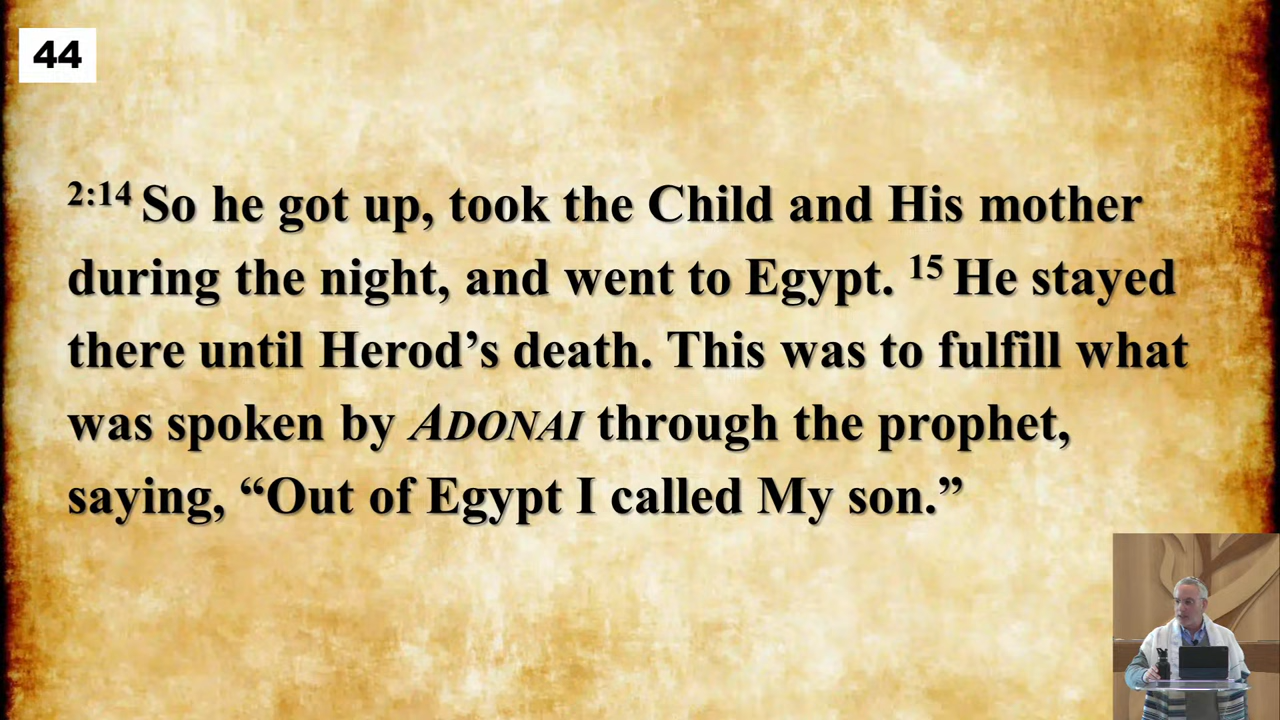 44
2:14 So he got up, took the Child and His mother
during the night, and went to Egypt. 15 He stayed
there until Herod’s death. This was to fulfill what
was spoken by ADONAI through the prophet,
saying, “Out of Egypt I called My son.”